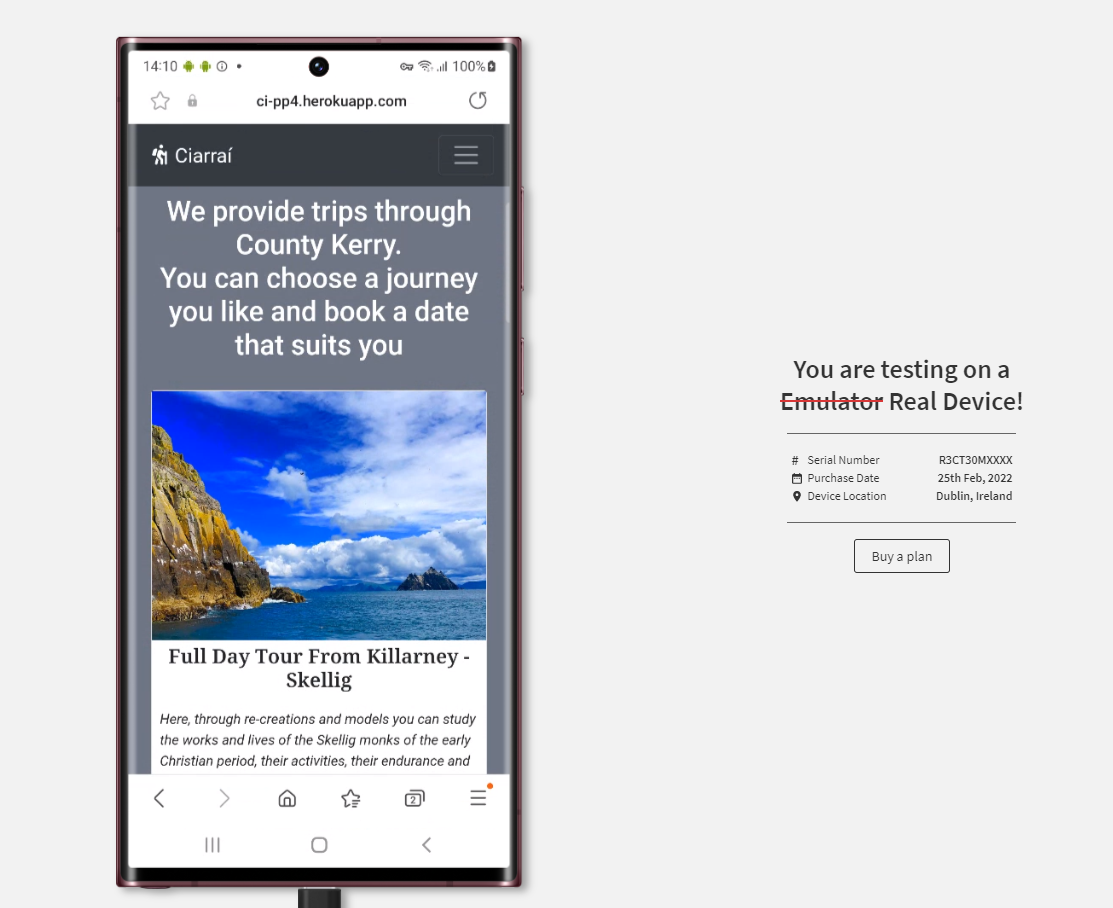 14:10
100%
ci-pp4.herokuapp.com
Ciarraí
We provide trips through
County Kerry.
You can choose a journey
you like and book a date
that suits you
Full Day Tour From Killarney -
Skellig
Here, through re-creations and models you can study
the works and lives of the Skellig monks of the early
Christian period, their activities, their endurance and
2
You are testing on a
Emulator Real Device!
# Serial Number R3CT30MXXXX
Purchase Date 25th Feb, 2022
Device Location Dublin, Ireland
Buy a plan